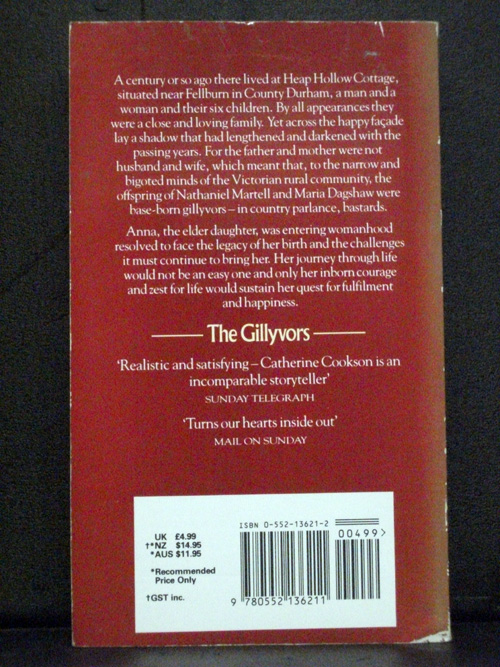 A century or so ago there lived at Heap Hollow Cottage,
situated near Fellburn in County Durham, a man and a
woman and their six children. By all appearances they
were a close and loving family. Yet across the happy façade
lay a shadow that had lengthened and darkened with the
passing years. For the father and mother were not
husband and wife, which meant that, to the narrow and
bigoted minds of the Victorian rural community, the
offspring of Nathaniel Martell and Maria Dagshaw were
base-born gillyvors – in country parlance, bastards.
Anna, the elder daughter, was entering womanhood
resolved to face the legacy of her birth and the challenges
it must continue to bring her. Her journey through life
would not be an easy one and only her inborn courage
and zest for life would sustain her quest for fulfilment
and happiness.
The Gillyvors
‘Realistic and satisfying – Catherine Cookson is an
incomparable storyteller’
SUNDAY TELEGRAPH
‘Turns our hearts inside out’
MAIL ON SUNDAY
UK £4.99
†*NZ $14.95
*AUS $11.95
*Recommended
Price Only
†GST inc.
ISBN 0-552-13621-2
00499>
9 780552 136211